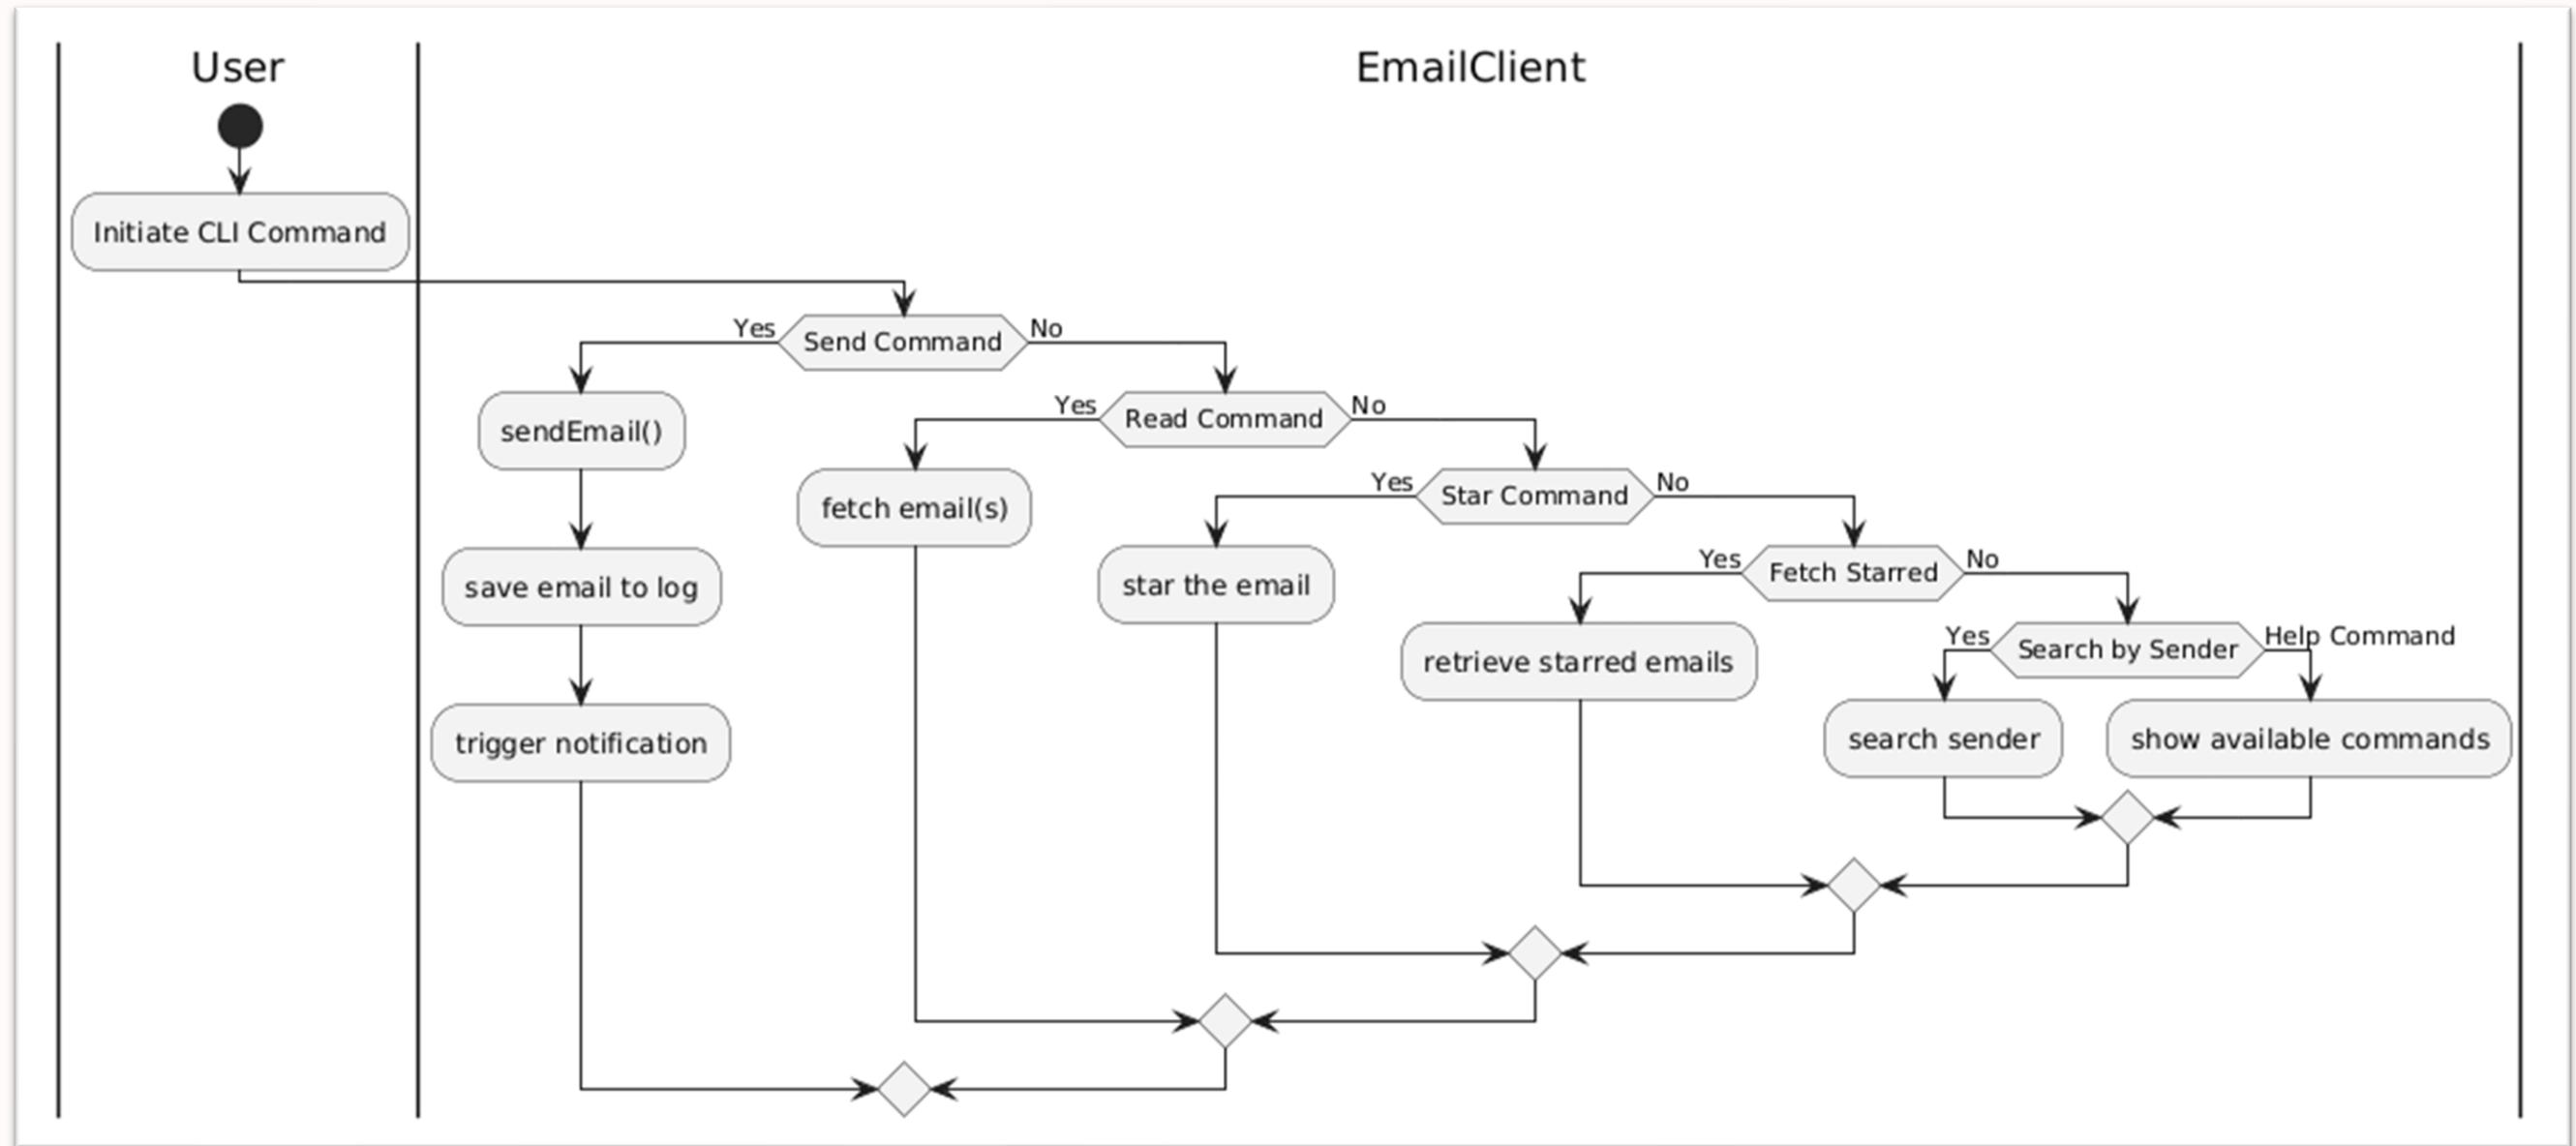 User
EmailClient
Initiate CLI Command
Yes
Send Command
No
sendEmail()
Yes
Read Command
No
save email to log
fetch email(s)
Yes
Star Command
No
trigger notification
star the email
Yes
Fetch Starred
No
retrieve starred emails
Yes
Search by Sender
Help Command
search sender
show available commands